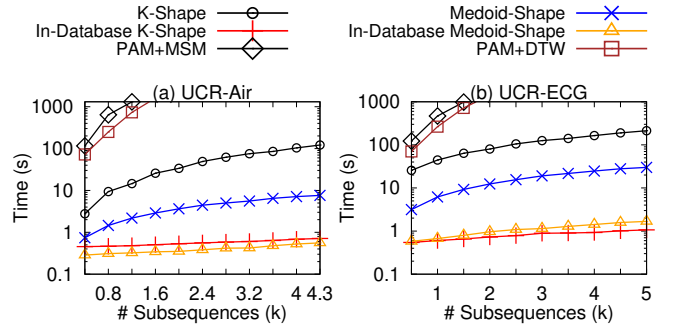 K-Shape
In-Database K-Shape
PAM+MSM
Medoid-Shape
In-Database Medoid-Shape
PAM+DTW
(a) UCR-Air
Time (s)
1000
100
10
1
0.1
0.8 1.6 2.4 3.2 4 4.3
# Subsequences (k)
(b) UCR-ECG
Time (s)
1000
100
10
1
0.1
1 2 3 4 5
# Subsequences (k)